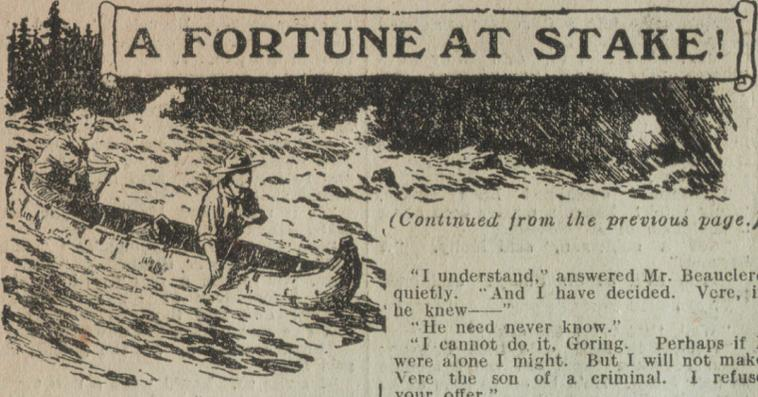 A FORTUNE AT STAKE!
(Continued from the previous page.)
"I understand," answered Mr. Beauclerc
quietly. "And I have decided. Vere, i
he knew——"
"He need never know."
"I cannot do it, Goring. Perhaps if I
were alone I might. But I will not make
Vere the son of a criminal. I refuse
your offer."